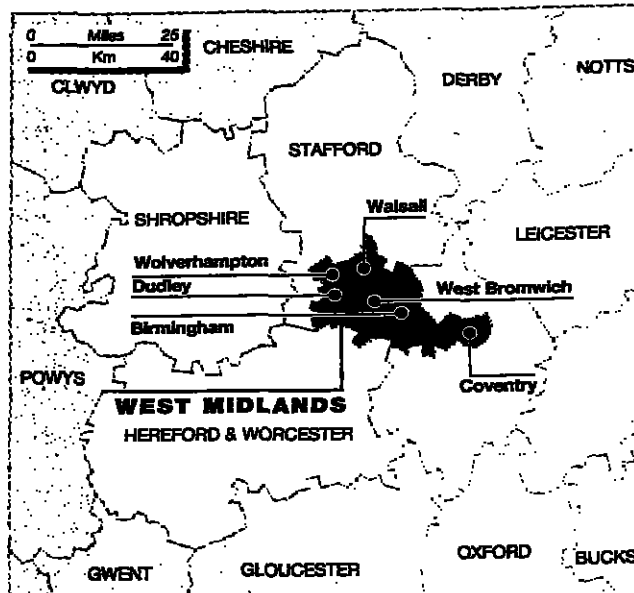 0 Miles 25
0 Km 40
CHESHIRE
CLWYD
DERBY
NOTTS
STAFFORD
Walsall
SHROPSHIRE
LEICESTER
Wolverhampton
Dudley
West Bromwich
Birmingham
POWYS
Coventry
WEST MIDLANDS
HEREFORD & WORCESTER
OXFORD
BUCKS
GWENT
GLOUCESTER